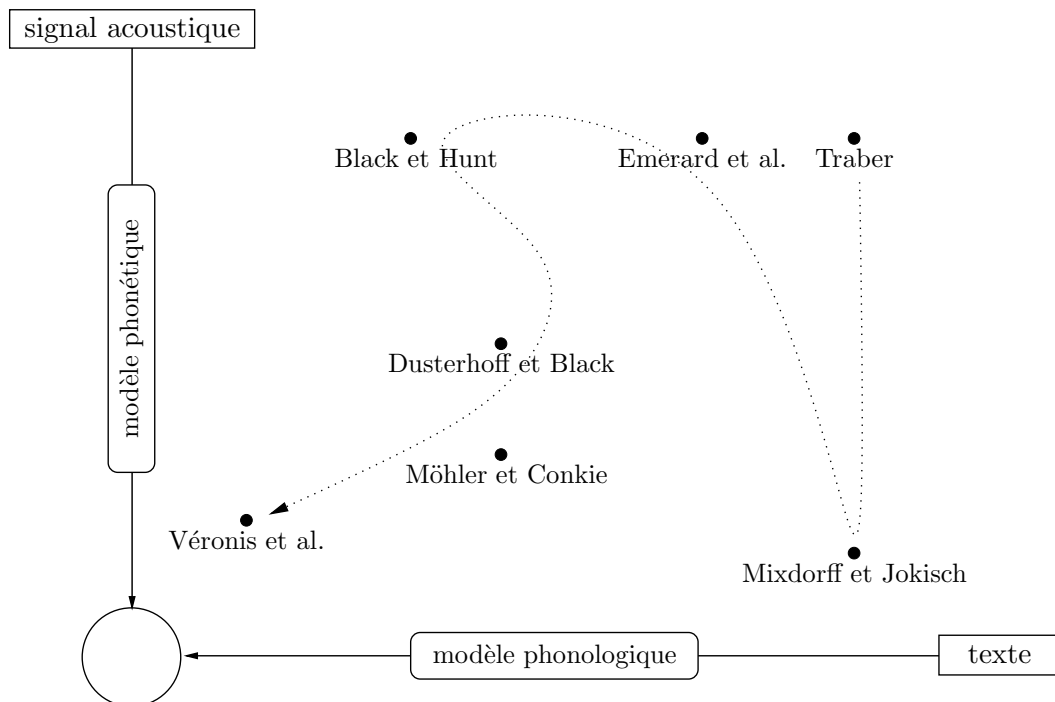 signal acoustique
Black et Hunt
Emerard et al.
Traber
modèle phonétique
Dusterhoff et Black
Möhler et Conkie
Véronis et al.
Mixdorff et Jokisch
modèle phonologique
texte